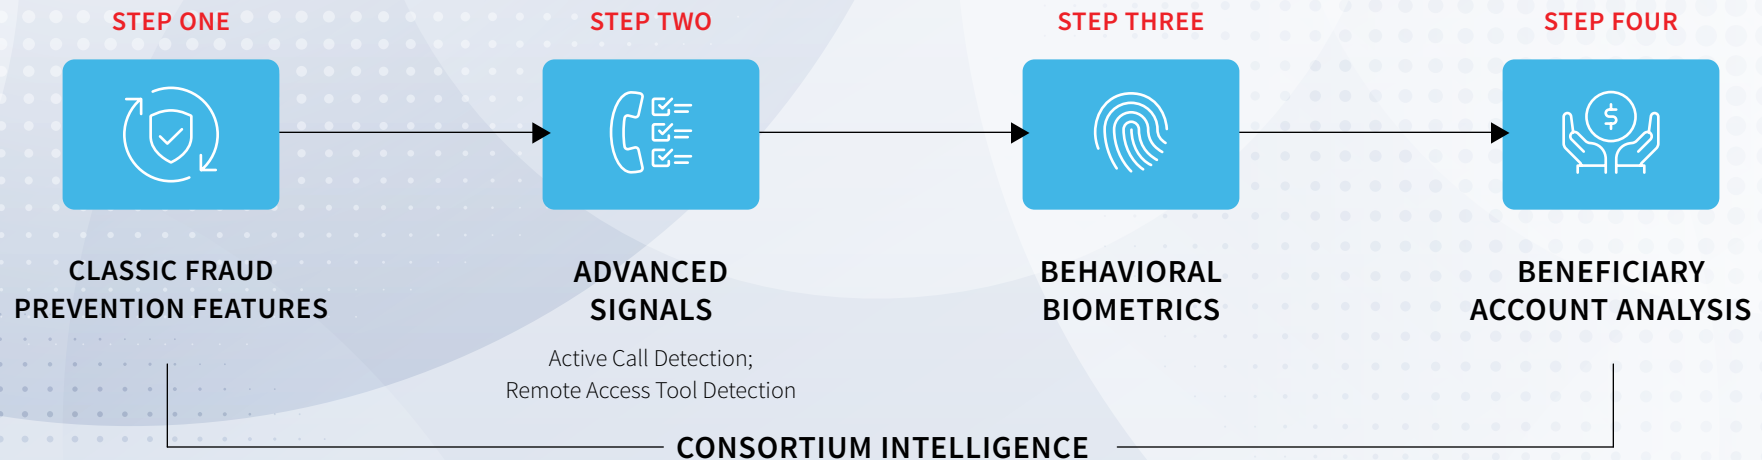 STEP ONE
STEP TWO
STEP THREE
STEP FOUR
CLASSIC FRAUD
PREVENTION FEATURES
ADVANCED
SIGNALS
Active Call Detection;
Remote Access Tool Detection
BEHAVIORAL
BIOMETRICS
BENEFICIARY
ACCOUNT ANALYSIS
CONSORTIUM INTELLIGENCE